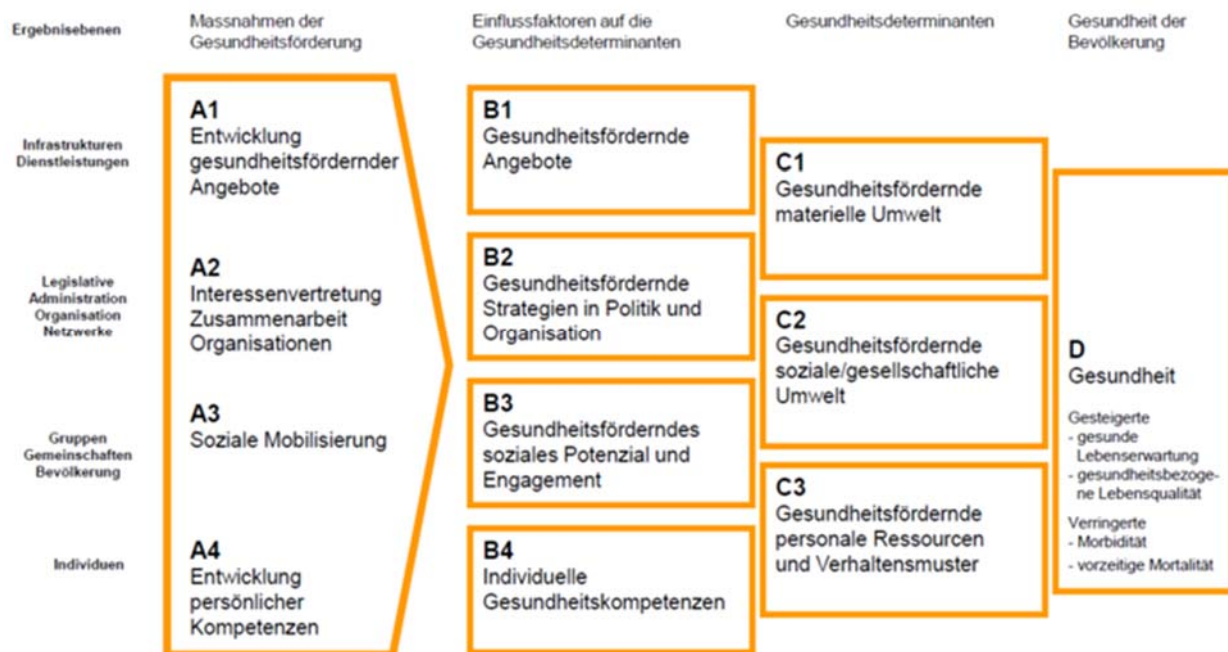 Ergebnisebenen
Massnahmen der
Gesundheitsförderung
Einflussfaktoren auf die
Gesundheitsdeterminanten
Gesundheitsdeterminanten
Gesundheit der
Bevölkerung
Infrastrukturen
Dienstleistungen
Legislative
Administration
Organisation
Netzwerke
Gruppen
Gemeinschaften
Bevölkerung
Individuen
A1
Entwicklung
gesundheitsfördernder
Angebote
A2
Interessenvertretung
Zusammenarbeit
Organisationen
A3
Soziale Mobilisierung
A4
Entwicklung
persönlicher
Kompetenzen
B1
Gesundheitsfördernde
Angebote
B2
Gesundheitsfördernde
Strategien in Politik und
Organisation
B3
Gesundheitsförderndes
soziales Potenzial und
Engagement
B4
Individuelle
Gesundheitskompetenzen
C1
Gesundheitsfördernde
materielle Umwelt
C2
Gesundheitsfördernde
soziale/gesellschaftliche
Umwelt
C3
Gesundheitsfördernde
personale Ressourcen
und Verhaltensmuster
D
Gesundheit
Gesteigerte
- gesunde
Lebenserwartung
- gesundheitsbezoge-
ne Lebensqualität
Verringerte
- Morbidität
- vorzeitige Mortalität